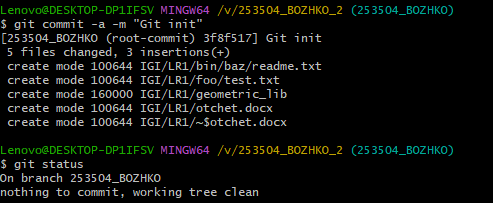 Lenovo@DESKTOP-DP1IFSV MINGW64 /v/253504_BOZHKO_2 (253504_BOZHKO)
$ git commit -a -m "Git init"
[253504_BOZHKO (root-commit) 3f8f517] Git init
 5 files changed, 3 insertions(+)
 create mode 100644 IGI/LR1/bin/baz/readme.txt
 create mode 100644 IGI/LR1/foo/test.txt
 create mode 160000 IGI/LR1/geometric_lib
 create mode 100644 IGI/LR1/otchet.docx
 create mode 100644 IGI/LR1/~$otchet.docx
Lenovo@DESKTOP-DP1IFSV MINGW64 /v/253504_BOZHKO_2 (253504_BOZHKO)
$ git status
On branch 253504_BOZHKO
nothing to commit, working tree clean